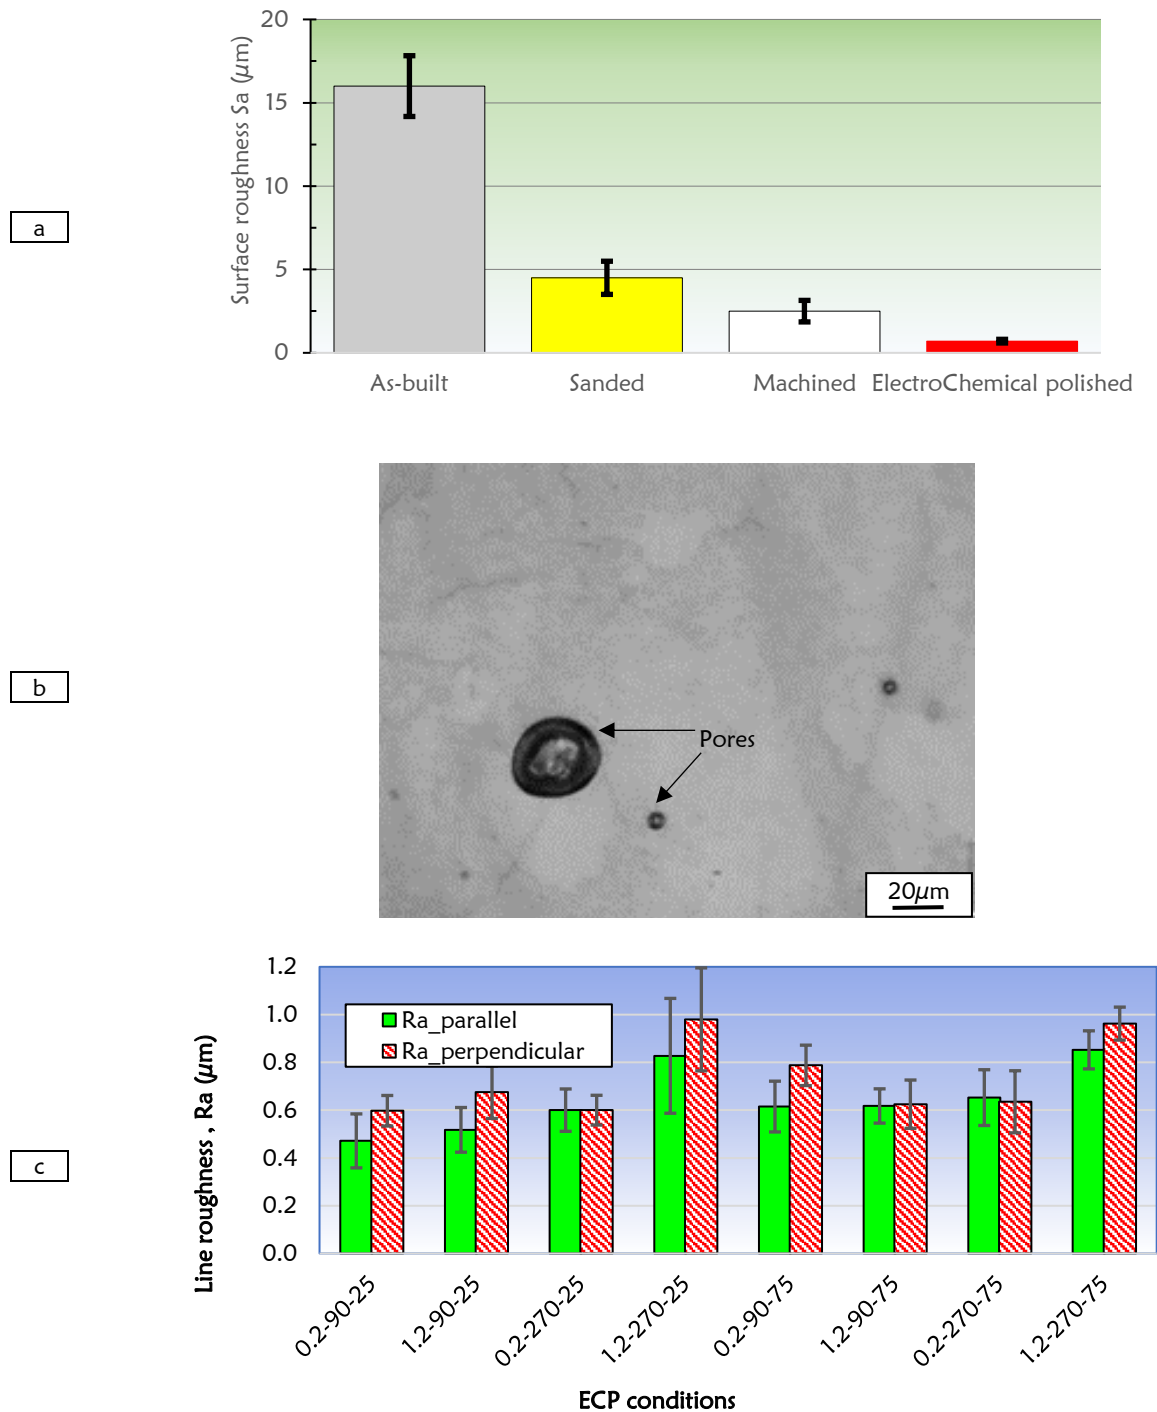 a
Surface roughness Sa (µm)
20
15
10
5
0
As-built
Sanded
Machined
ElectroChemical polished
b
Pores
20µm
c
Line roughness , Ra (µm)
1.2
1.0
0.8
0.6
0.4
0.2
0.0
Ra_parallel
Ra_perpendicular
0.2-90-25
1.2-90-25
0.2-270-25
1.2-270-25
0.2-90-75
1.2-90-75
0.2-270-75
1.2-270-75
ECP conditions